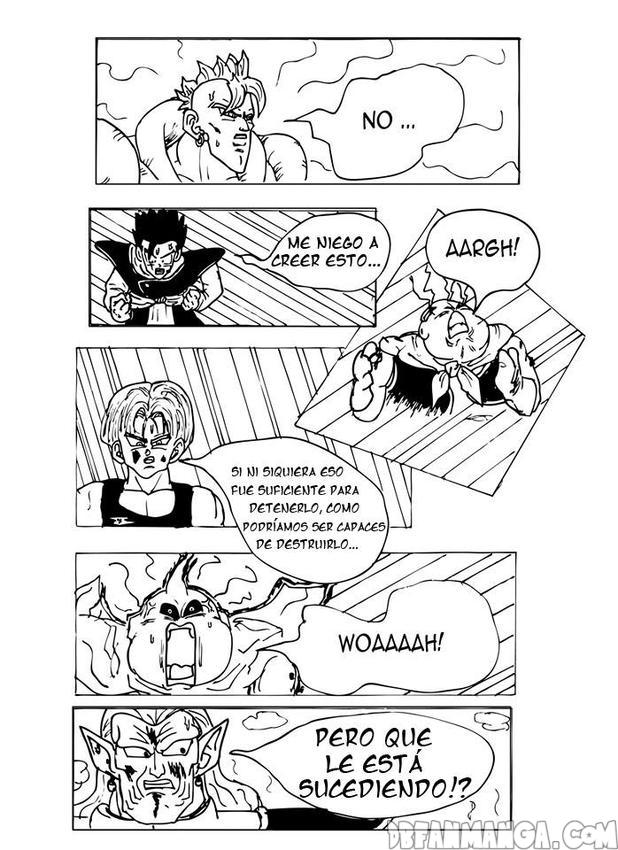 NO ...
ME NIEGO A
CREER ESTO...
AARGH!
SI NI SIQUIERA ESO
FUE SUFICIENTE PARA
DETENERLO, COMO
PODRÍAMOS SER CAPACES
DE DESTRUIRLO...
WOAAAAH!
PERO QUE
LE ESTÁ
SUCEDIENDO!?
DBFANMANGA.COM